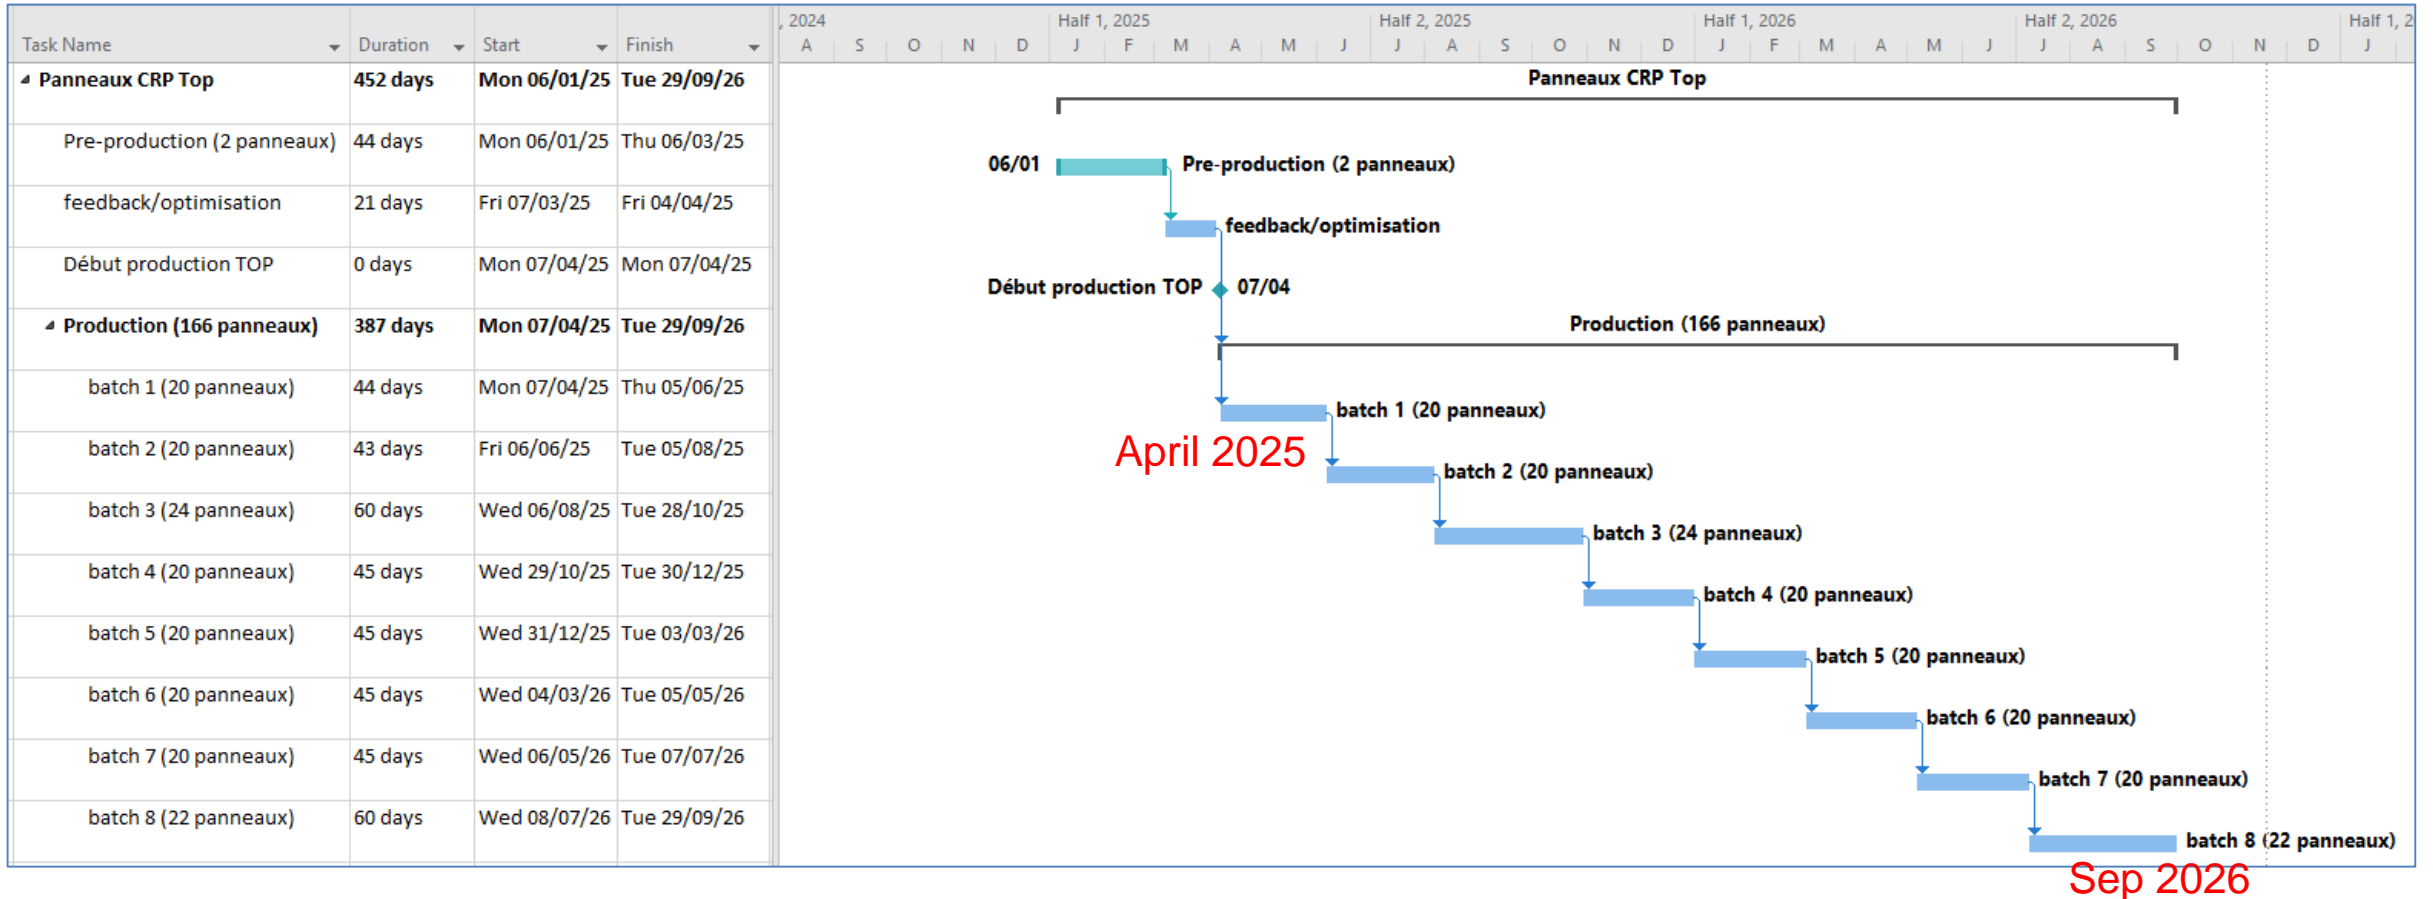 , 2024 Half 1, 2025 Half 2, 2025 Half 1, 2026 Half 2, 2026 Half 1, 2
Task Name Duration Start Finish A S O N D J F M A M J J A S O N D J F M A M J J A S O N D J
Panneaux CRP Top 452 days Mon 06/01/25 Tue 29/09/26 Panneaux CRP Top
Pre-production (2 panneaux) 44 days Mon 06/01/25 Thu 06/03/25
06/01 Pre-production (2 panneaux)
feedback/optimisation 21 days Fri 07/03/25 Fri 04/04/25
feedback/optimisation
Début production TOP 0 days Mon 07/04/25 Mon 07/04/25
Début production TOP 07/04
Production (166 panneaux) 387 days Mon 07/04/25 Tue 29/09/26 Production (166 panneaux)
batch 1 (20 panneaux) 44 days Mon 07/04/25 Thu 05/06/25
batch 1 (20 panneaux)
April 2025
batch 2 (20 panneaux) 43 days Fri 06/06/25 Tue 05/08/25
batch 2 (20 panneaux)
batch 3 (24 panneaux) 60 days Wed 06/08/25 Tue 28/10/25
batch 3 (24 panneaux)
batch 4 (20 panneaux) 45 days Wed 29/10/25 Tue 30/12/25
batch 4 (20 panneaux)
batch 5 (20 panneaux) 45 days Wed 31/12/25 Tue 03/03/26
batch 5 (20 panneaux)
batch 6 (20 panneaux) 45 days Wed 04/03/26 Tue 05/05/26
batch 6 (20 panneaux)
batch 7 (20 panneaux) 45 days Wed 06/05/26 Tue 07/07/26
batch 7 (20 panneaux)
batch 8 (22 panneaux) 60 days Wed 08/07/26 Tue 29/09/26
batch 8 (22 panneaux)
Sep 2026